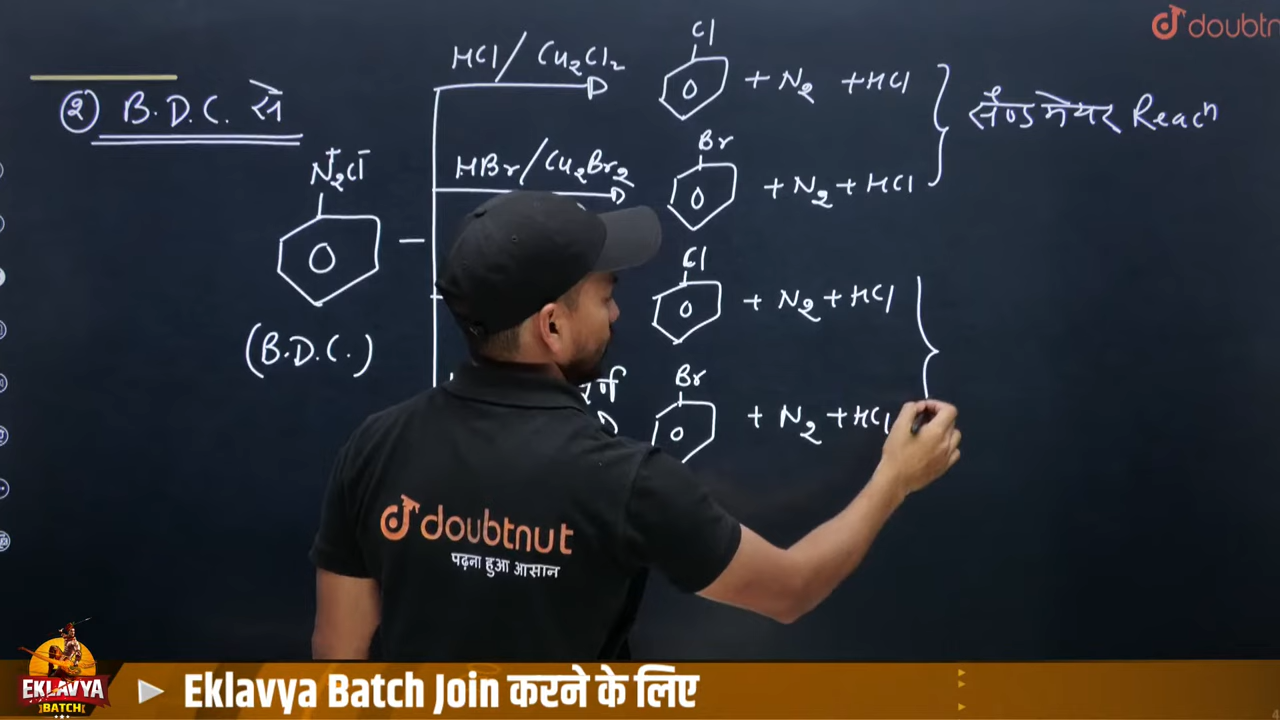 doubtn
② B.D.C. से
HCl/Cu₂Cl₂
Cl
+ N₂ + HCl
सैण्डमेयर Reacⁿ
N₂⁺Cl⁻
HBr/Cu₂Br₂
Br
+ N₂ + HCl
Cl
+ N₂ + HCl
(B.D.C.)
Br
+ N₂ + HCl
doubtnut
पढ़ना हुआ आसान
EKLAVYA
BATCH
Eklavya Batch Join करने के लिए